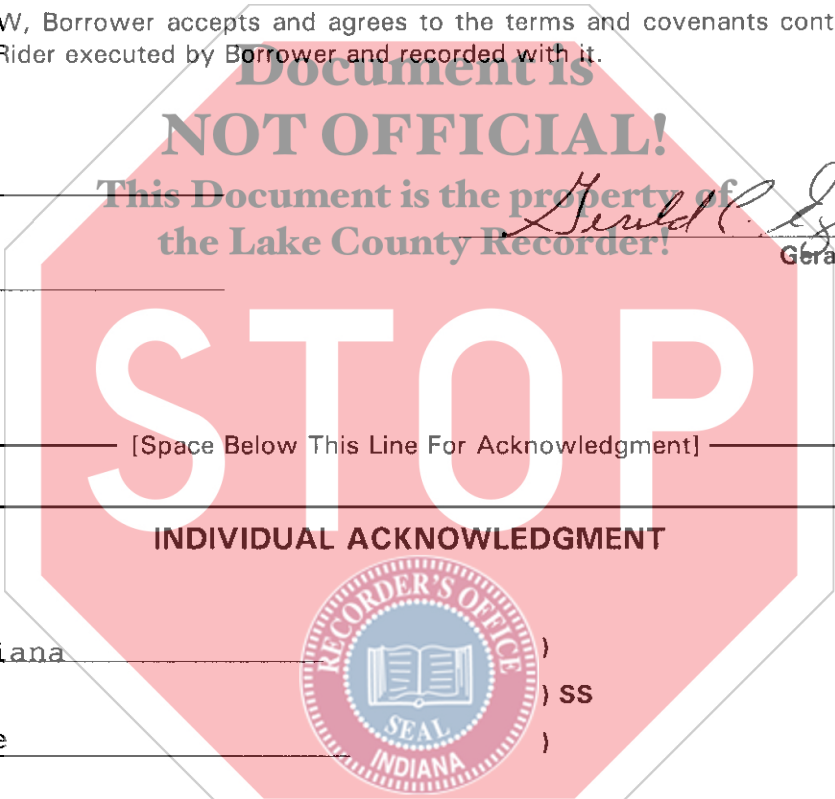 W, Borrower accepts and agrees to the terms and covenants cont
Rider executed by Borrower and recorded with it.
Document is
NOT OFFICIAL!
This Document is the property of
the Lake County Recorder!
Gerald C.
Gera
STOP
[Space Below This Line For Acknowledgment]
INDIVIDUAL ACKNOWLEDGMENT
iana )
) SS
e )
RECORDER'S OFFICE
SEAL
INDIANA